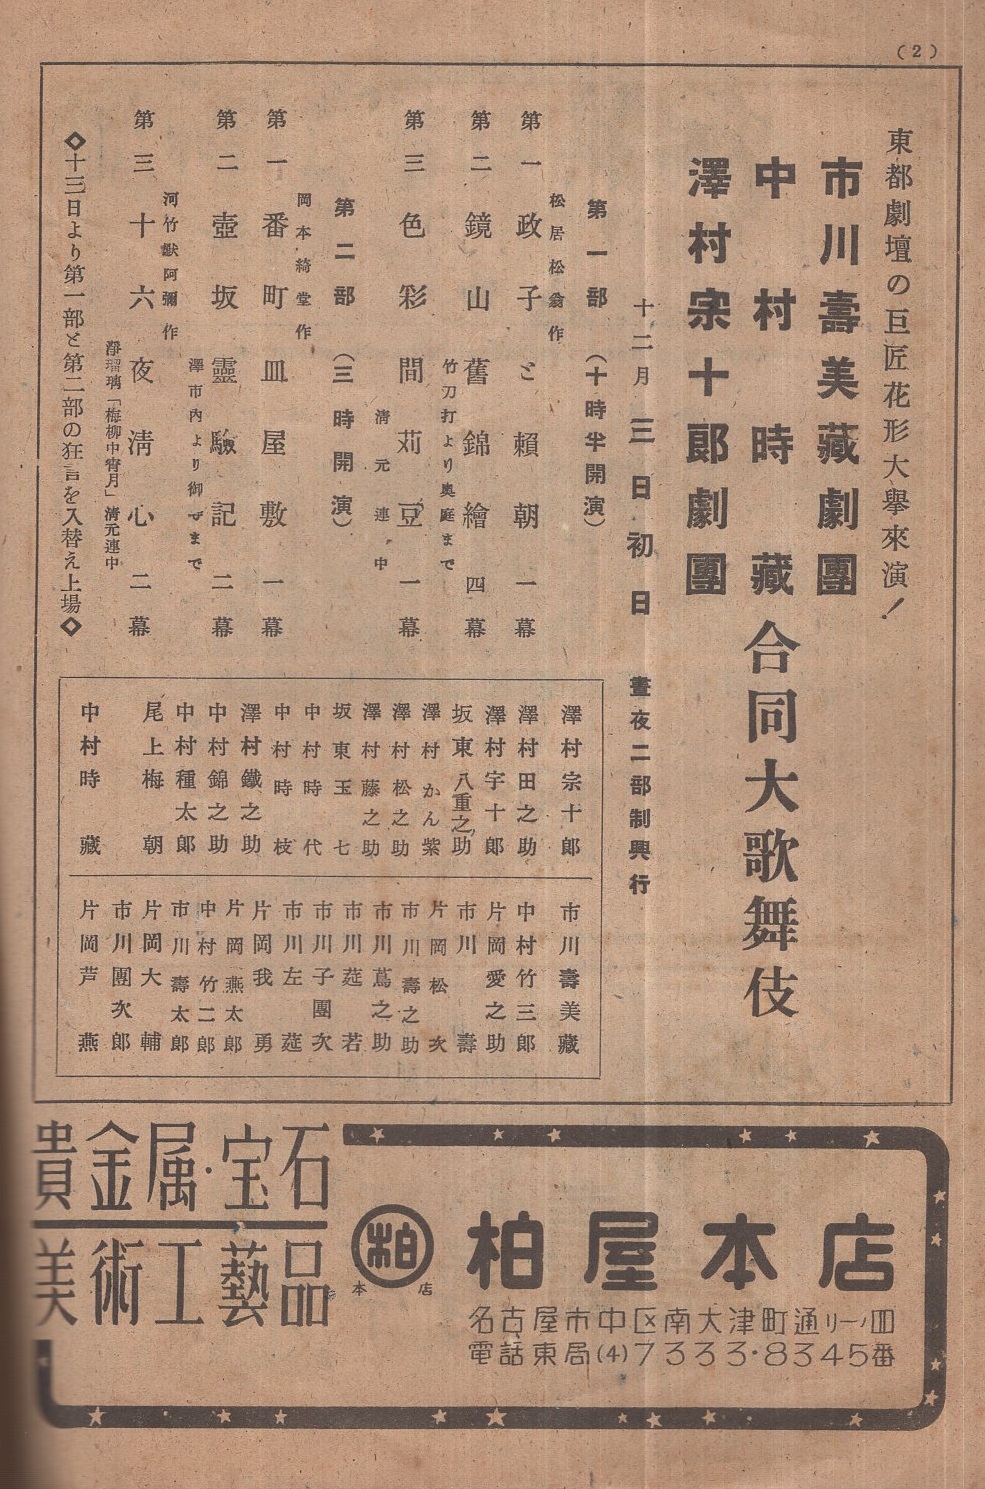 (2)
東都劇壇の巨匠花形大擧來演!
市川壽美藏劇團
中村時藏
澤村宗十郎劇團
合同大歌舞伎
十二月三日初日
晝夜二部制興行
第一部(十時半開演)
松居松翁作
第一 政子と賴朝 一幕
第二 鏡山舊錦繪 四幕
竹刀打より奥庭まで
第三 色彩間苅豆 一幕
淸元連中
第二部(三時開演)
岡本綺堂作
第一 番町皿屋敷 一幕
第二 壺坂靈驗記 二幕
澤市内より御ぜまで
河竹默阿彌作
第三 十六夜淸心 二幕
淨瑠璃「梅柳中宵月」淸元連中
◇十三日より第一部と第二部の狂言を入替え上場◇
澤村宗十郎
澤村田之助
澤村宇十郎
坂東八重之助
澤村かん紫
澤村松之助
澤村藤之助
坂東玉七
中村時代
中村時枝
澤村鐵之助
中村錦之助
中村種太郎
尾上梅朝
中村時藏
市川壽美藏
中村竹三郎
片岡愛之助
市川壽
片岡松次
市川壽之助
市川蔦之助
市川莚若
市川子團次
市川左莚
片岡我勇
片岡燕太郎
中村竹二郎
市川壽太郎
片岡大輔
市川團次郎
片岡芦燕
貴金属・宝石
美術工藝品
柏
本店
柏屋本店
名古屋市中区南大津町通リ一ノ四
電話東局(4)7333・8345番